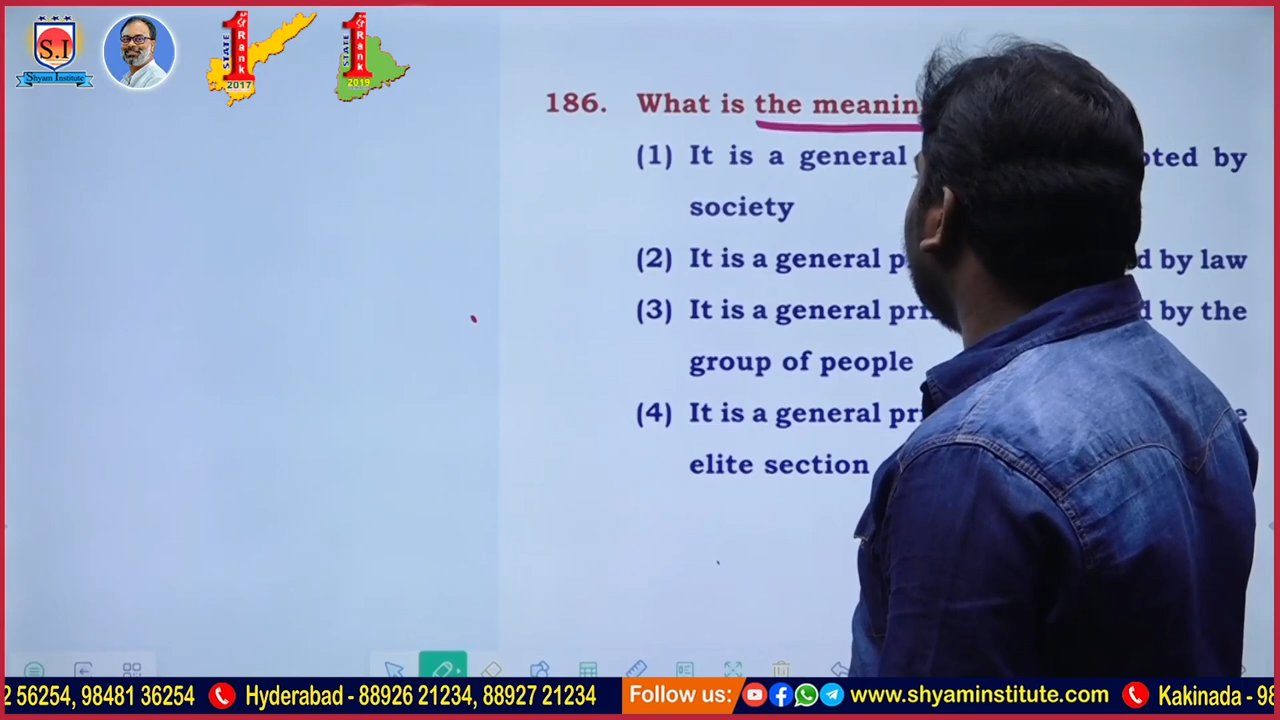 S.I
Shyam Institute
STATE 1 st Rank
2017
STATE 1 st Rank
2019
186. What is the meanin
(1) It is a general by
society
(2) It is a general by law
(3) It is a general by the
group of people
(4) It is a general
elite section
2 56254, 98481 36254 Hyderabad - 88926 21234, 88927 21234 Follow us: www.shyaminstitute.com Kakinada - 98